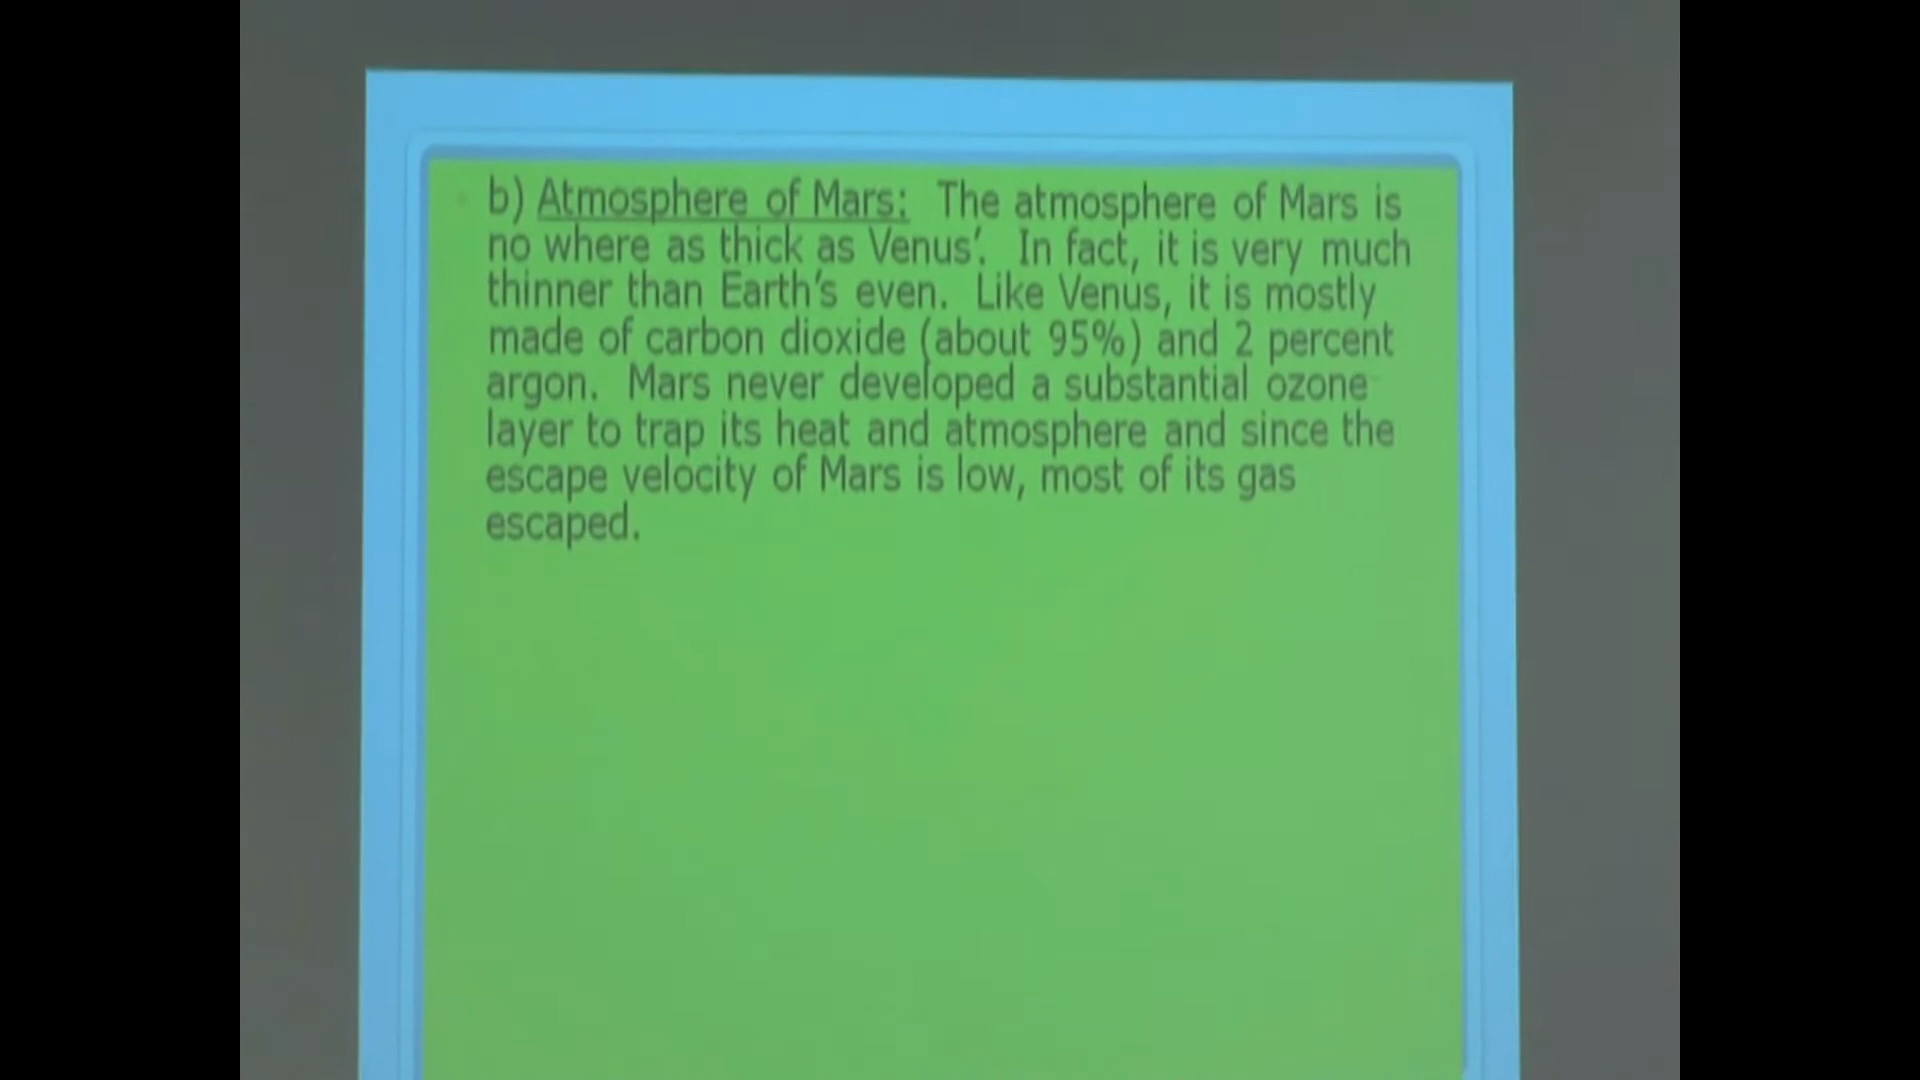 b) Atmosphere of Mars: The atmosphere of Mars is
no where as thick as Venus'. In fact, it is very much
thinner than Earth's even. Like Venus, it is mostly
made of carbon dioxide (about 95%) and 2 percent
argon. Mars never developed a substantial ozone
layer to trap its heat and atmosphere and since the
escape velocity of Mars is low, most of its gas
escaped.